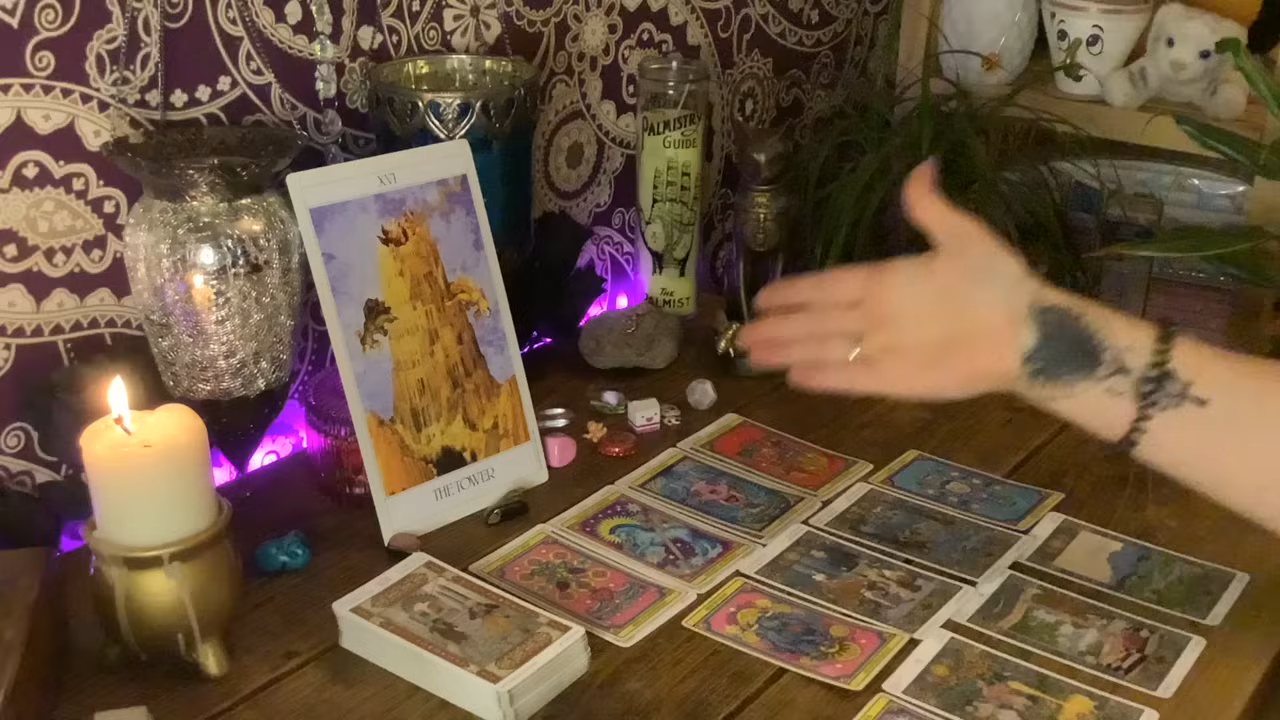 XVI
THE TOWER
PALMISTRY
GUIDE
THE
PALMIST